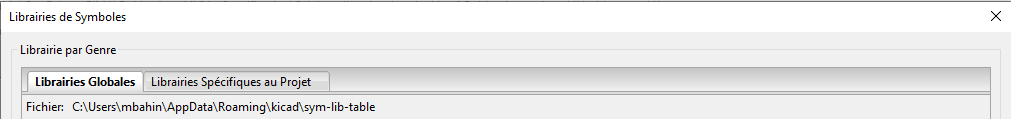 Librairies de Symboles
Librairie par Genre
Librairies Globales Librairies Spécifiques au Projet
Fichier: C:\Users\mbahin\AppData\Roaming\kicad\sym-lib-table